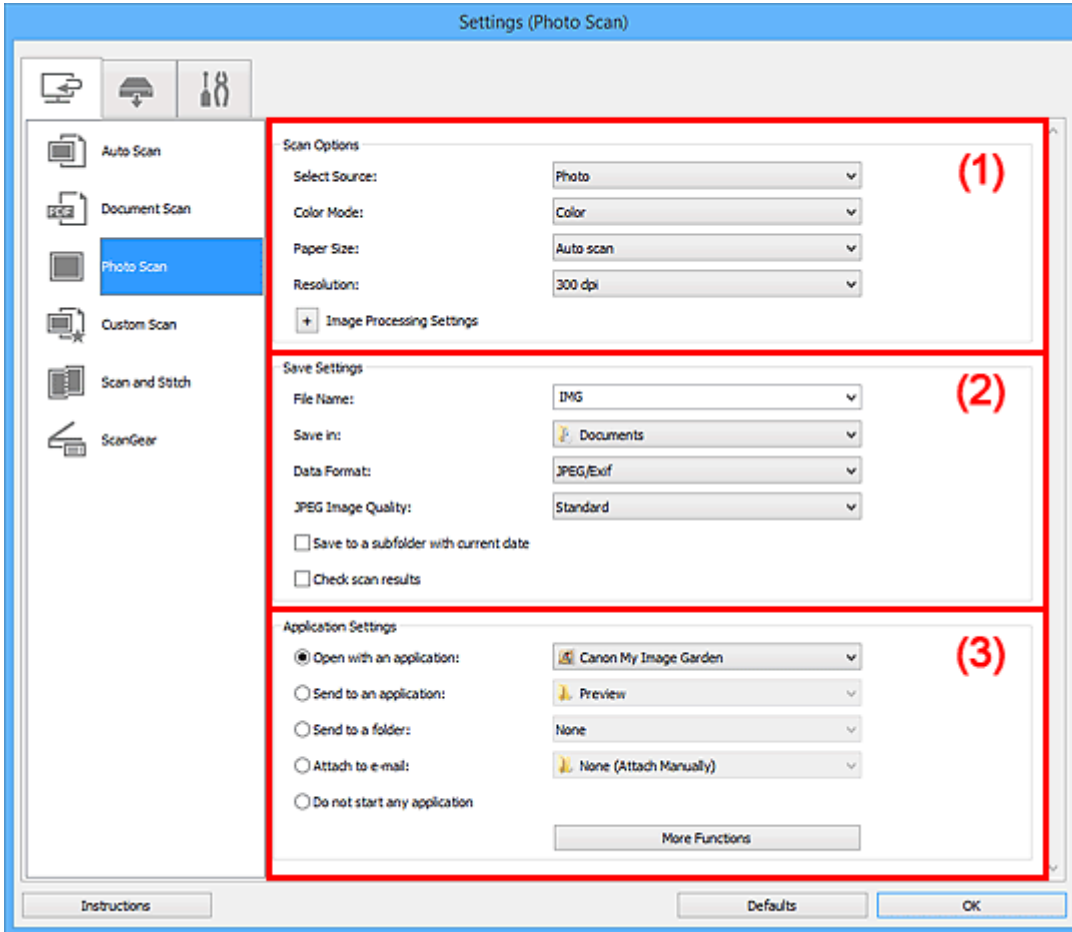 Settings (Photo Scan)
Auto Scan
Document Scan
Photo Scan
Custom Scan
Scan and Stitch
ScanGear
Scan Options
(1)
Select Source: Photo
Color Mode: Color
Paper Size: Auto scan
Resolution: 300 dpi
+ Image Processing Settings
Save Settings
(2)
File Name: IMG
Save in: Documents
Data Format: JPEG/Exif
JPEG Image Quality: Standard
Save to a subfolder with current date
Check scan results
Application Settings
(3)
Open with an application: Canon My Image Garden
Send to an application: Preview
Send to a folder: None
Attach to e-mail: None (Attach Manually)
Do not start any application
More Functions
Instructions Defaults OK